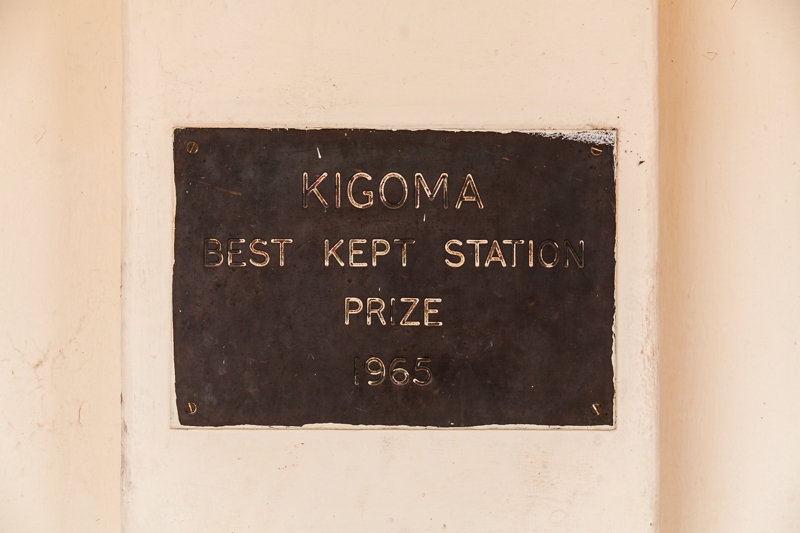 KIGOMA
BEST KEPT STATION
PRIZE
1965